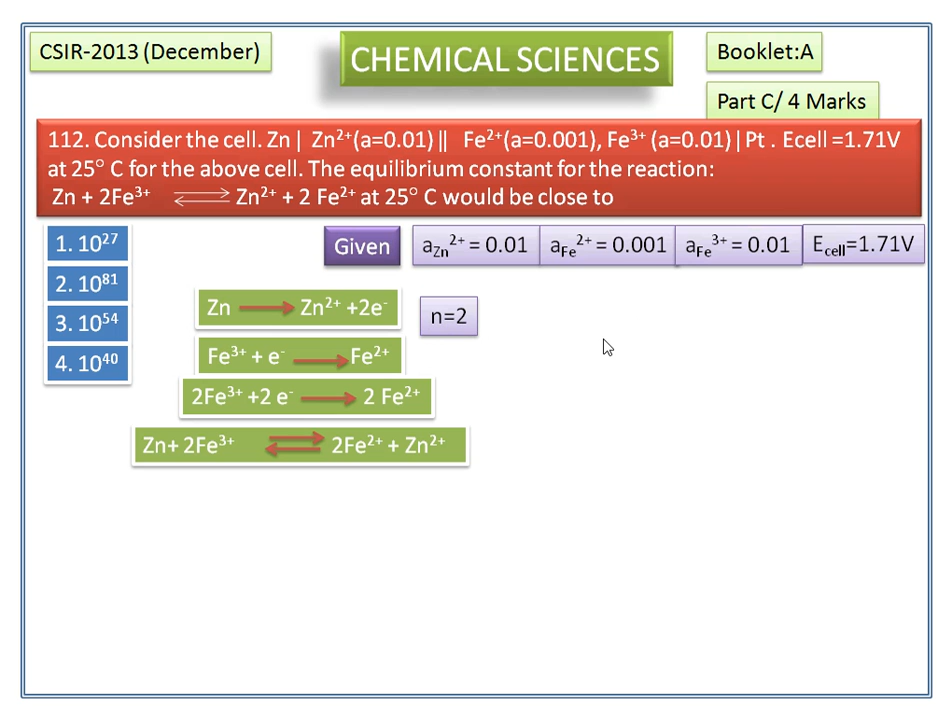 CSIR-2013 (December)
CHEMICAL SCIENCES
Booklet:A
Part C/ 4 Marks
112. Consider the cell. Zn | Zn²⁺(a=0.01) || Fe²⁺(a=0.001), Fe³⁺ (a=0.01) | Pt . Ecell =1.71V
at 25° C for the above cell. The equilibrium constant for the reaction:
Zn + 2Fe³⁺ ⇌ Zn²⁺ + 2 Fe²⁺ at 25° C would be close to
1. 10²⁷
2. 10⁸¹
3. 10⁵⁴
4. 10⁴⁰
Given
a_Zn²⁺ = 0.01
a_Fe²⁺ = 0.001
a_Fe³⁺ = 0.01
E_cell=1.71V
Zn → Zn²⁺ +2e⁻
n=2
Fe³⁺ + e⁻ → Fe²⁺
2Fe³⁺ +2 e⁻ → 2 Fe²⁺
Zn+ 2Fe³⁺ ⇌ 2Fe²⁺ + Zn²⁺